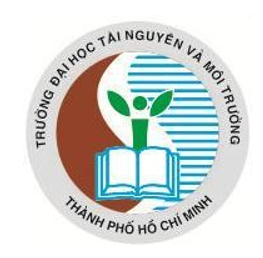 TRƯỜNG ĐẠI HỌC TÀI NGUYÊN VÀ MÔI TRƯỜNG
THÀNH PHỐ HỒ CHÍ MINH